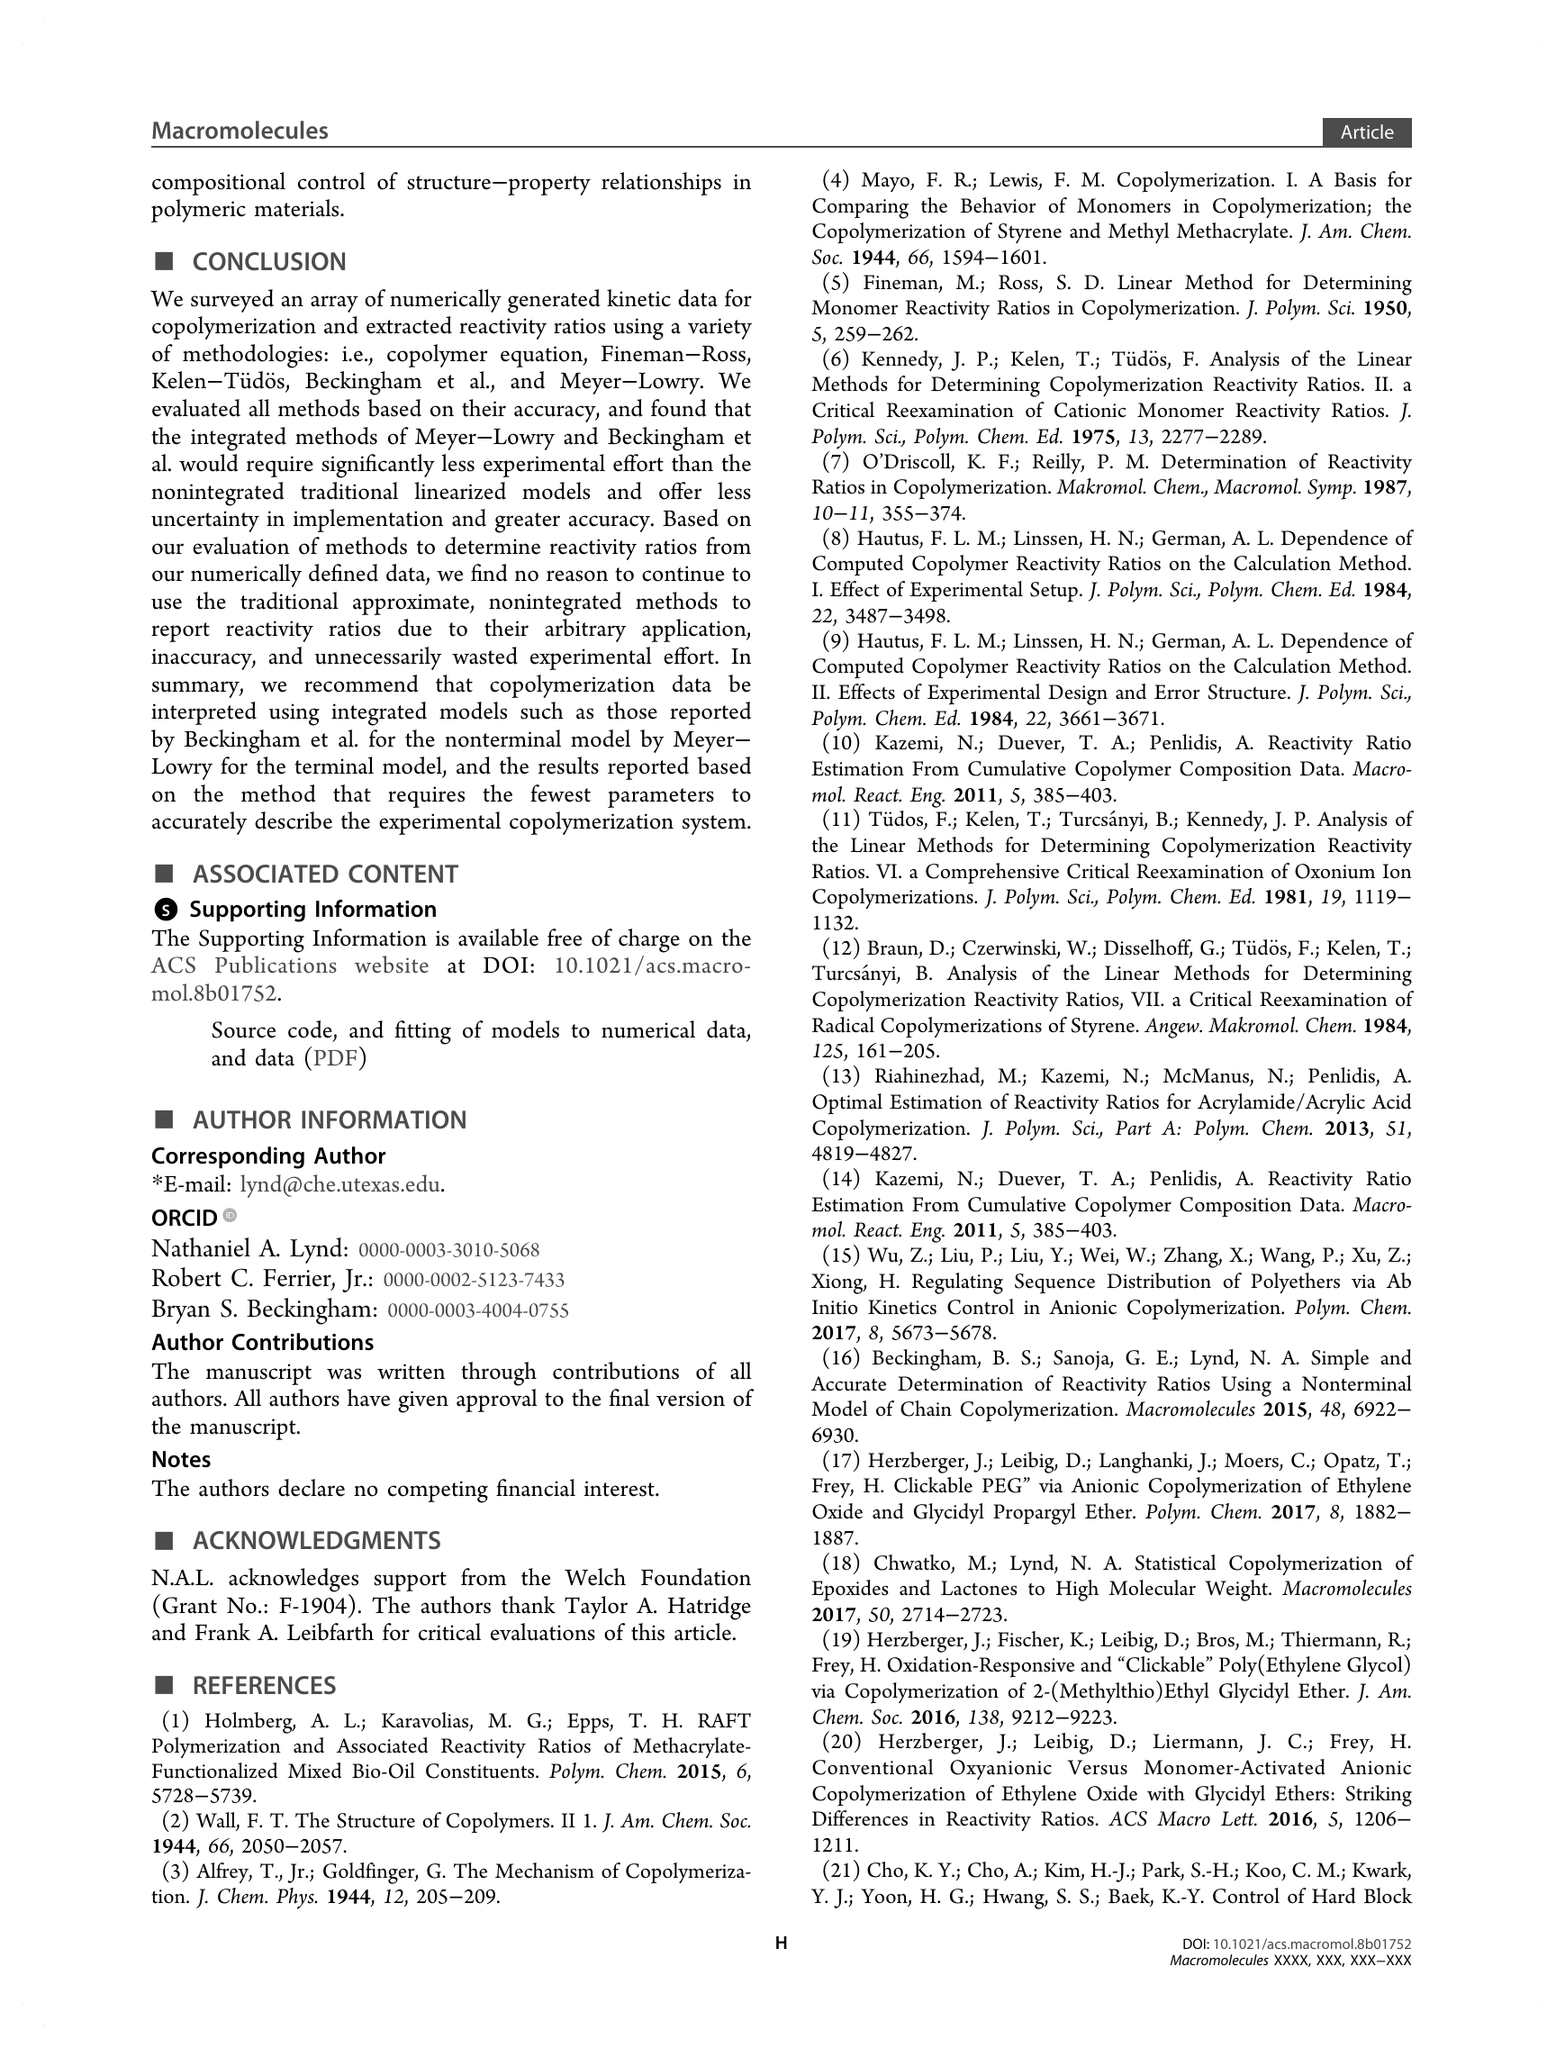 Macromolecules
Article
compositional control of structure−property relationships in
polymeric materials.
■ CONCLUSION
We surveyed an array of numerically generated kinetic data for
copolymerization and extracted reactivity ratios using a variety
of methodologies: i.e., copolymer equation, Fineman−Ross,
Kelen−Tüdös, Beckingham et al., and Meyer−Lowry. We
evaluated all methods based on their accuracy, and found that
the integrated methods of Meyer−Lowry and Beckingham et
al. would require significantly less experimental effort than the
nonintegrated traditional linearized models and offer less
uncertainty in implementation and greater accuracy. Based on
our evaluation of methods to determine reactivity ratios from
our numerically defined data, we find no reason to continue to
use the traditional approximate, nonintegrated methods to
report reactivity ratios due to their arbitrary application,
inaccuracy, and unnecessarily wasted experimental effort. In
summary, we recommend that copolymerization data be
interpreted using integrated models such as those reported
by Beckingham et al. for the nonterminal model by Meyer−
Lowry for the terminal model, and the results reported based
on the method that requires the fewest parameters to
accurately describe the experimental copolymerization system.
■ ASSOCIATED CONTENT
S Supporting Information
The Supporting Information is available free of charge on the
ACS Publications website at DOI: 10.1021/acs.macro-
mol.8b01752.
Source code, and fitting of models to numerical data,
and data (PDF)
■ AUTHOR INFORMATION
Corresponding Author
*E-mail: lynd@che.utexas.edu.
ORCID iD
Nathaniel A. Lynd: 0000-0003-3010-5068
Robert C. Ferrier, Jr.: 0000-0002-5123-7433
Bryan S. Beckingham: 0000-0003-4004-0755
Author Contributions
The manuscript was written through contributions of all
authors. All authors have given approval to the final version of
the manuscript.
Notes
The authors declare no competing financial interest.
■ ACKNOWLEDGMENTS
N.A.L. acknowledges support from the Welch Foundation
(Grant No.: F-1904). The authors thank Taylor A. Hatridge
and Frank A. Leibfarth for critical evaluations of this article.
■ REFERENCES
(1) Holmberg, A. L.; Karavolias, M. G.; Epps, T. H. RAFT
Polymerization and Associated Reactivity Ratios of Methacrylate-
Functionalized Mixed Bio-Oil Constituents. Polym. Chem. 2015, 6,
5728−5739.
(2) Wall, F. T. The Structure of Copolymers. II 1. J. Am. Chem. Soc.
1944, 66, 2050−2057.
(3) Alfrey, T., Jr.; Goldfinger, G. The Mechanism of Copolymeriza-
tion. J. Chem. Phys. 1944, 12, 205−209.
(4) Mayo, F. R.; Lewis, F. M. Copolymerization. I. A Basis for
Comparing the Behavior of Monomers in Copolymerization; the
Copolymerization of Styrene and Methyl Methacrylate. J. Am. Chem.
Soc. 1944, 66, 1594−1601.
(5) Fineman, M.; Ross, S. D. Linear Method for Determining
Monomer Reactivity Ratios in Copolymerization. J. Polym. Sci. 1950,
5, 259−262.
(6) Kennedy, J. P.; Kelen, T.; Tüdös, F. Analysis of the Linear
Methods for Determining Copolymerization Reactivity Ratios. II. a
Critical Reexamination of Cationic Monomer Reactivity Ratios. J.
Polym. Sci., Polym. Chem. Ed. 1975, 13, 2277−2289.
(7) O'Driscoll, K. F.; Reilly, P. M. Determination of Reactivity
Ratios in Copolymerization. Makromol. Chem., Macromol. Symp. 1987,
10−11, 355−374.
(8) Hautus, F. L. M.; Linssen, H. N.; German, A. L. Dependence of
Computed Copolymer Reactivity Ratios on the Calculation Method.
I. Effect of Experimental Setup. J. Polym. Sci., Polym. Chem. Ed. 1984,
22, 3487−3498.
(9) Hautus, F. L. M.; Linssen, H. N.; German, A. L. Dependence of
Computed Copolymer Reactivity Ratios on the Calculation Method.
II. Effects of Experimental Design and Error Structure. J. Polym. Sci.,
Polym. Chem. Ed. 1984, 22, 3661−3671.
(10) Kazemi, N.; Duever, T. A.; Penlidis, A. Reactivity Ratio
Estimation From Cumulative Copolymer Composition Data. Macro-
mol. React. Eng. 2011, 5, 385−403.
(11) Tüdos, F.; Kelen, T.; Turcsányi, B.; Kennedy, J. P. Analysis of
the Linear Methods for Determining Copolymerization Reactivity
Ratios. VI. a Comprehensive Critical Reexamination of Oxonium Ion
Copolymerizations. J. Polym. Sci., Polym. Chem. Ed. 1981, 19, 1119−
1132.
(12) Braun, D.; Czerwinski, W.; Disselhoff, G.; Tüdös, F.; Kelen, T.;
Turcsányi, B. Analysis of the Linear Methods for Determining
Copolymerization Reactivity Ratios, VII. a Critical Reexamination of
Radical Copolymerizations of Styrene. Angew. Makromol. Chem. 1984,
125, 161−205.
(13) Riahinezhad, M.; Kazemi, N.; McManus, N.; Penlidis, A.
Optimal Estimation of Reactivity Ratios for Acrylamide/Acrylic Acid
Copolymerization. J. Polym. Sci., Part A: Polym. Chem. 2013, 51,
4819−4827.
(14) Kazemi, N.; Duever, T. A.; Penlidis, A. Reactivity Ratio
Estimation From Cumulative Copolymer Composition Data. Macro-
mol. React. Eng. 2011, 5, 385−403.
(15) Wu, Z.; Liu, P.; Liu, Y.; Wei, W.; Zhang, X.; Wang, P.; Xu, Z.;
Xiong, H. Regulating Sequence Distribution of Polyethers via Ab
Initio Kinetics Control in Anionic Copolymerization. Polym. Chem.
2017, 8, 5673−5678.
(16) Beckingham, B. S.; Sanoja, G. E.; Lynd, N. A. Simple and
Accurate Determination of Reactivity Ratios Using a Nonterminal
Model of Chain Copolymerization. Macromolecules 2015, 48, 6922−
6930.
(17) Herzberger, J.; Leibig, D.; Langhanki, J.; Moers, C.; Opatz, T.;
Frey, H. Clickable PEG” via Anionic Copolymerization of Ethylene
Oxide and Glycidyl Propargyl Ether. Polym. Chem. 2017, 8, 1882−
1887.
(18) Chwatko, M.; Lynd, N. A. Statistical Copolymerization of
Epoxides and Lactones to High Molecular Weight. Macromolecules
2017, 50, 2714−2723.
(19) Herzberger, J.; Fischer, K.; Leibig, D.; Bros, M.; Thiermann, R.;
Frey, H. Oxidation-Responsive and “Clickable” Poly(Ethylene Glycol)
via Copolymerization of 2-(Methylthio)Ethyl Glycidyl Ether. J. Am.
Chem. Soc. 2016, 138, 9212−9223.
(20) Herzberger, J.; Leibig, D.; Liermann, J. C.; Frey, H.
Conventional Oxyanionic Versus Monomer-Activated Anionic
Copolymerization of Ethylene Oxide with Glycidyl Ethers: Striking
Differences in Reactivity Ratios. ACS Macro Lett. 2016, 5, 1206−
1211.
(21) Cho, K. Y.; Cho, A.; Kim, H.-J.; Park, S.-H.; Koo, C. M.; Kwark,
Y. J.; Yoon, H. G.; Hwang, S. S.; Baek, K.-Y. Control of Hard Block
H
DOI: 10.1021/acs.macromol.8b01752
Macromolecules XXXX, XXX, XXX−XXX